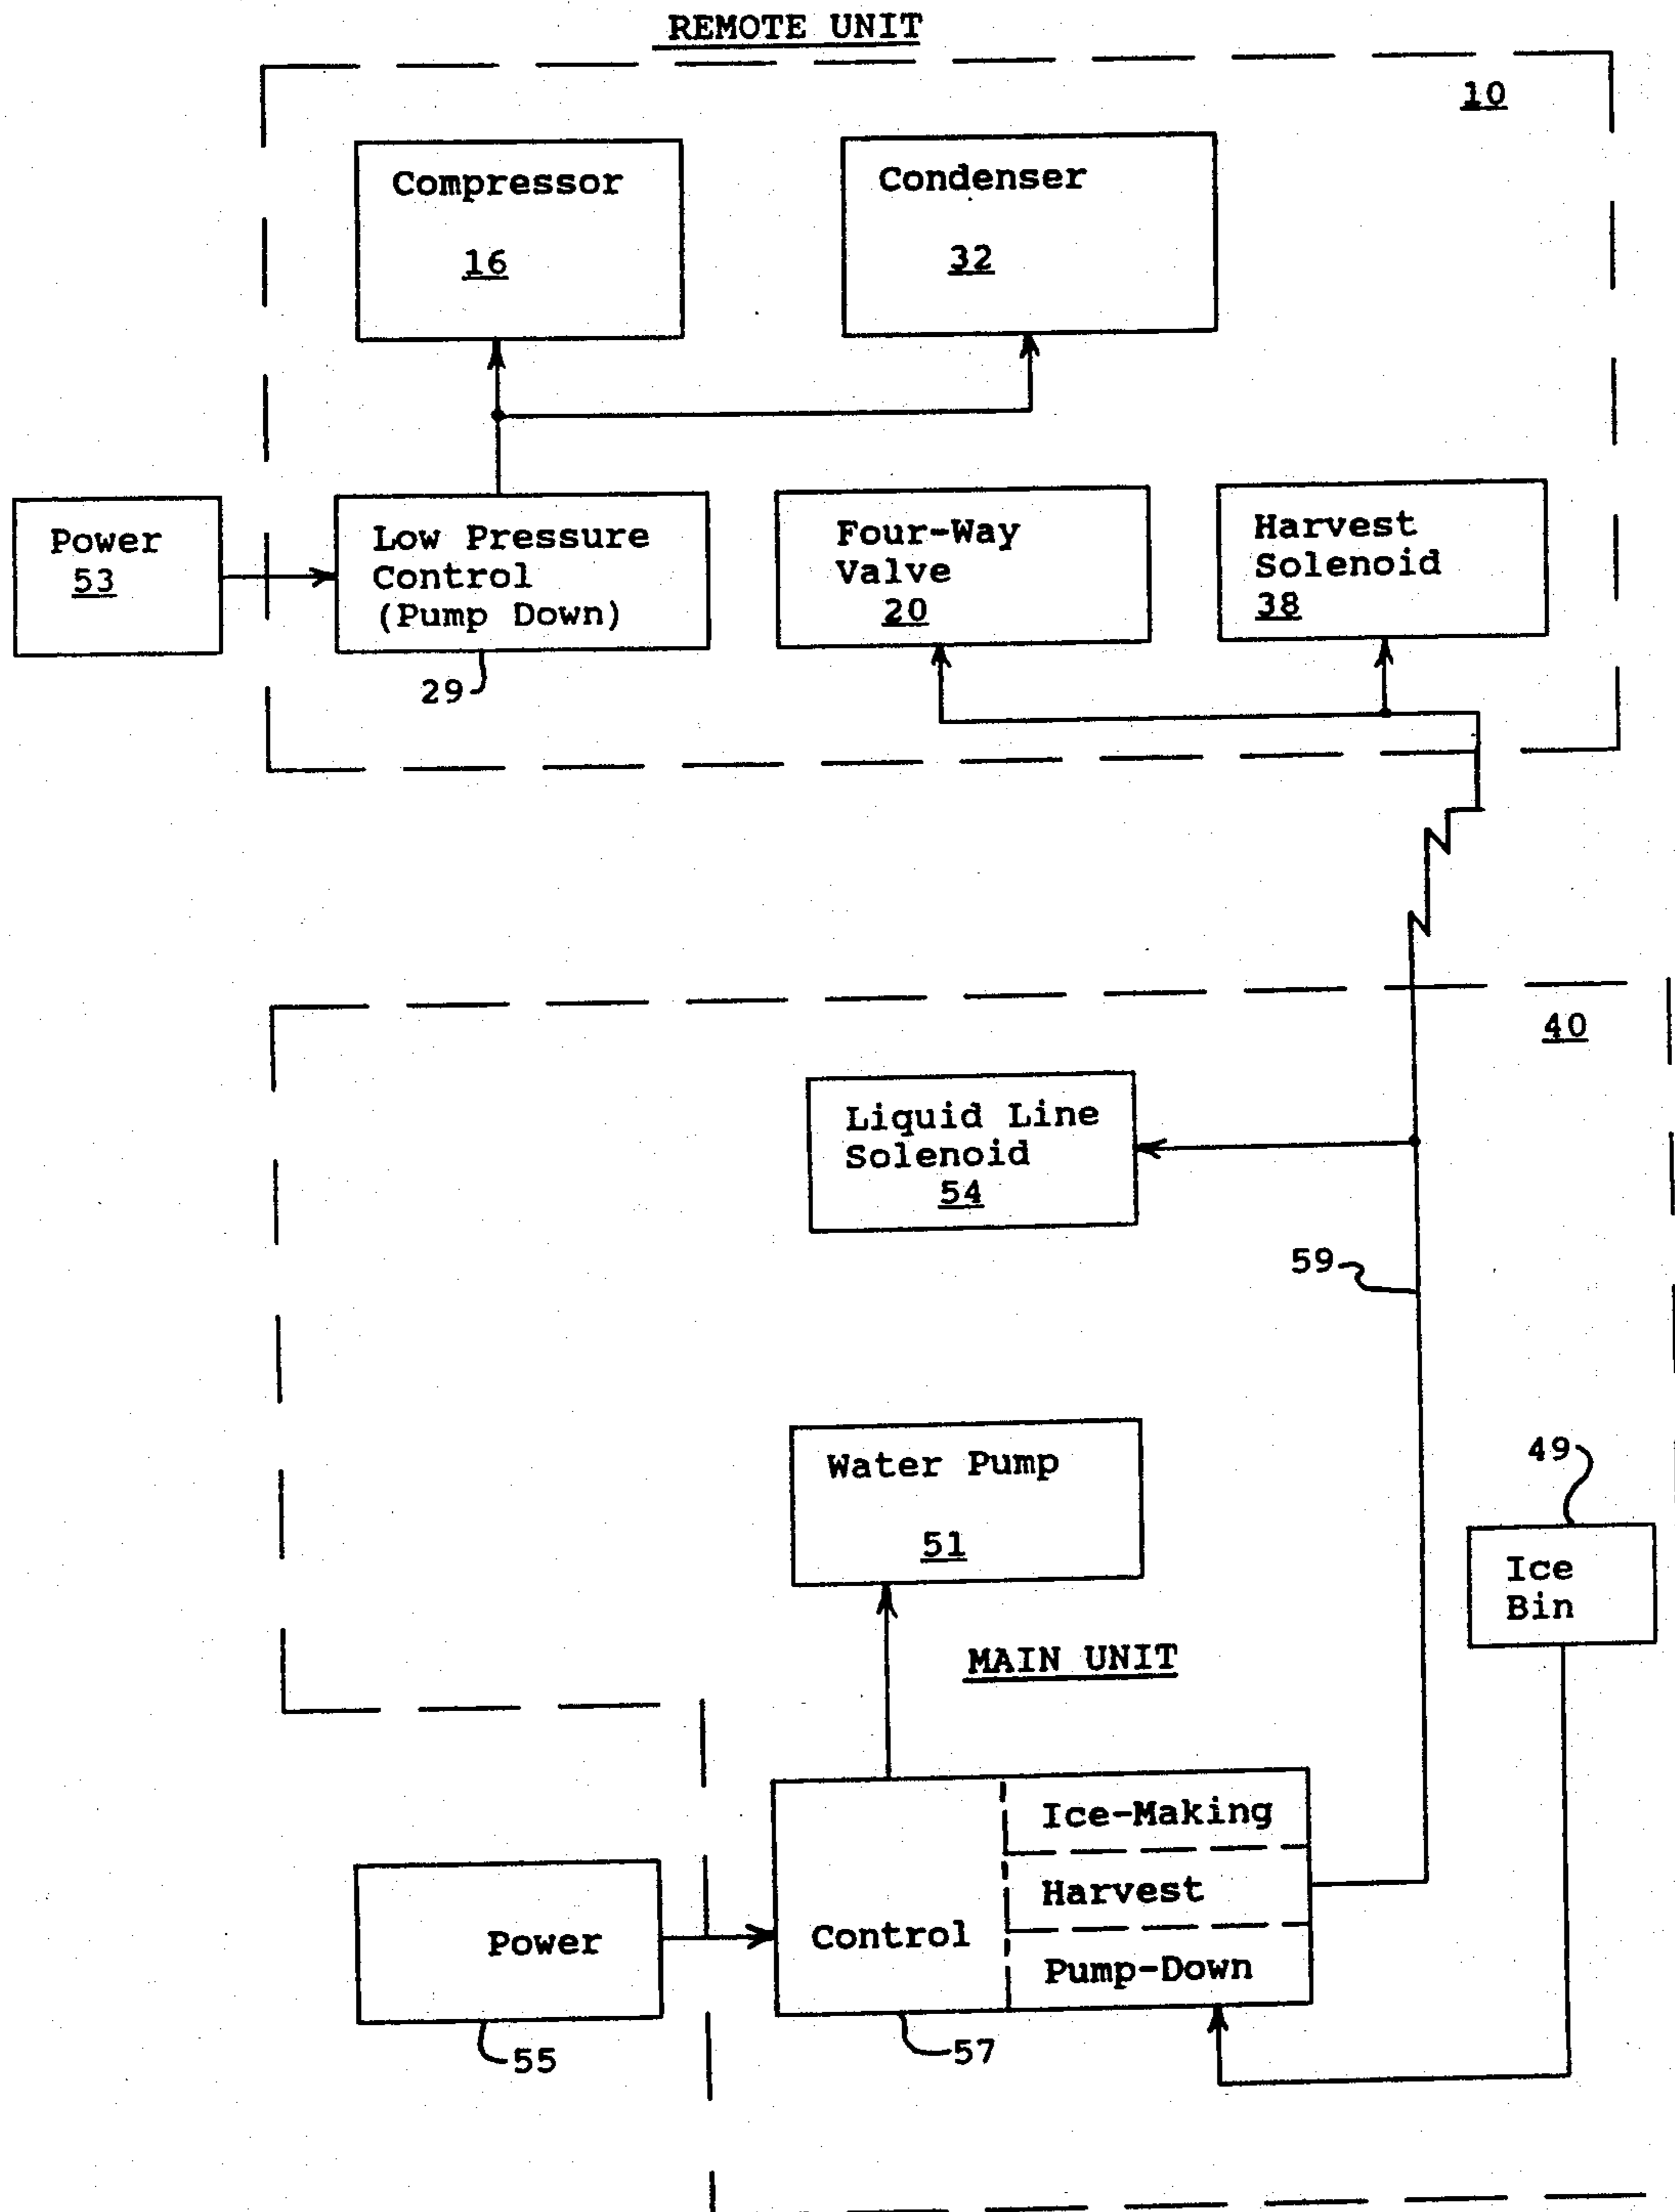 REMOTE UNIT
10
Compressor
16
Condenser
32
Power
53
Low Pressure
Control
(Pump Down)
29
Four-Way
Valve
20
Harvest
Solenoid
38
40
Liquid Line
Solenoid
54
59
Water Pump
51
49
Ice
Bin
MAIN UNIT
Power
55
Control
Ice-Making
Harvest
Pump-Down
57